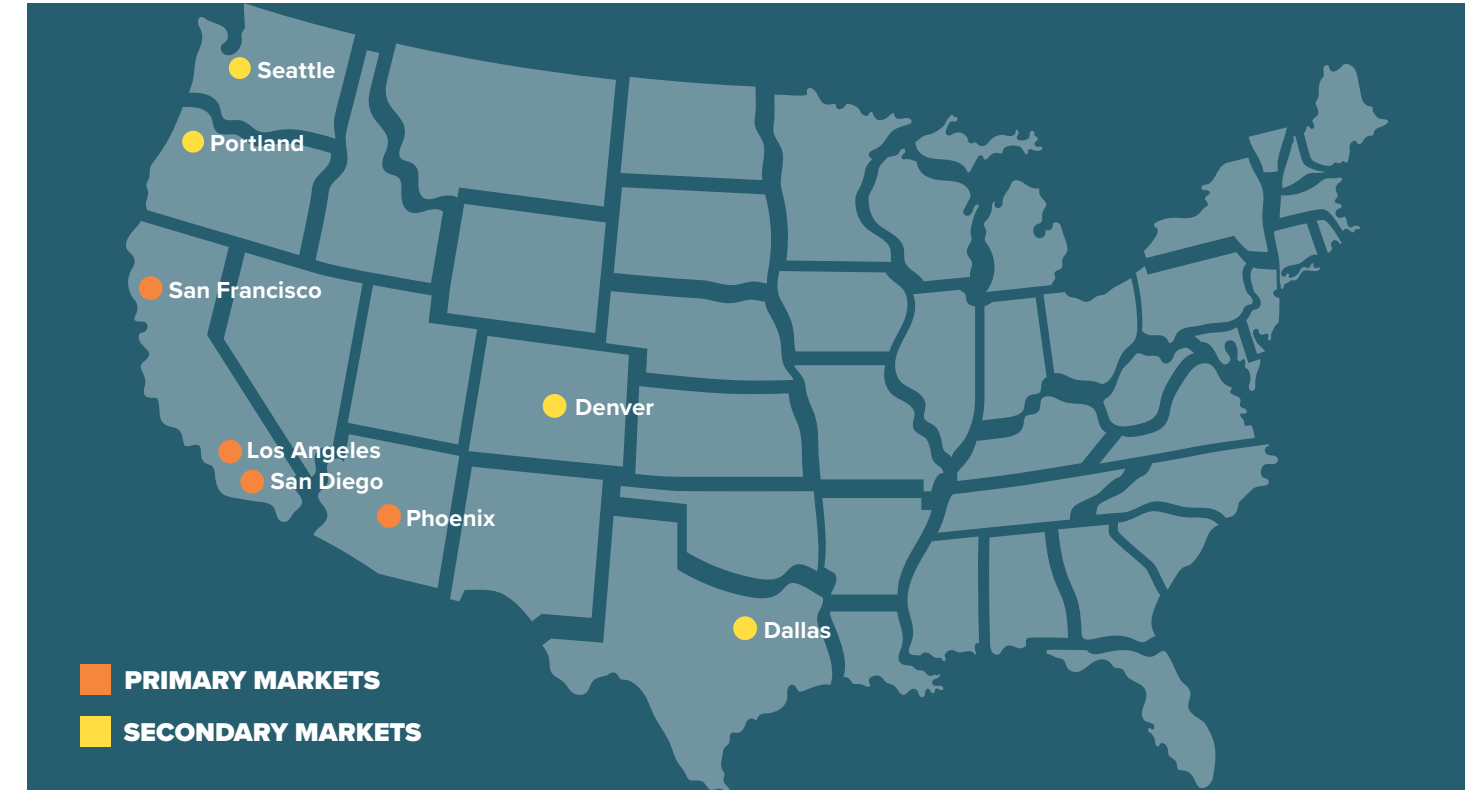 Seattle
Portland
San Francisco
Denver
Los Angeles
San Diego
Phoenix
Dallas
PRIMARY MARKETS
SECONDARY MARKETS